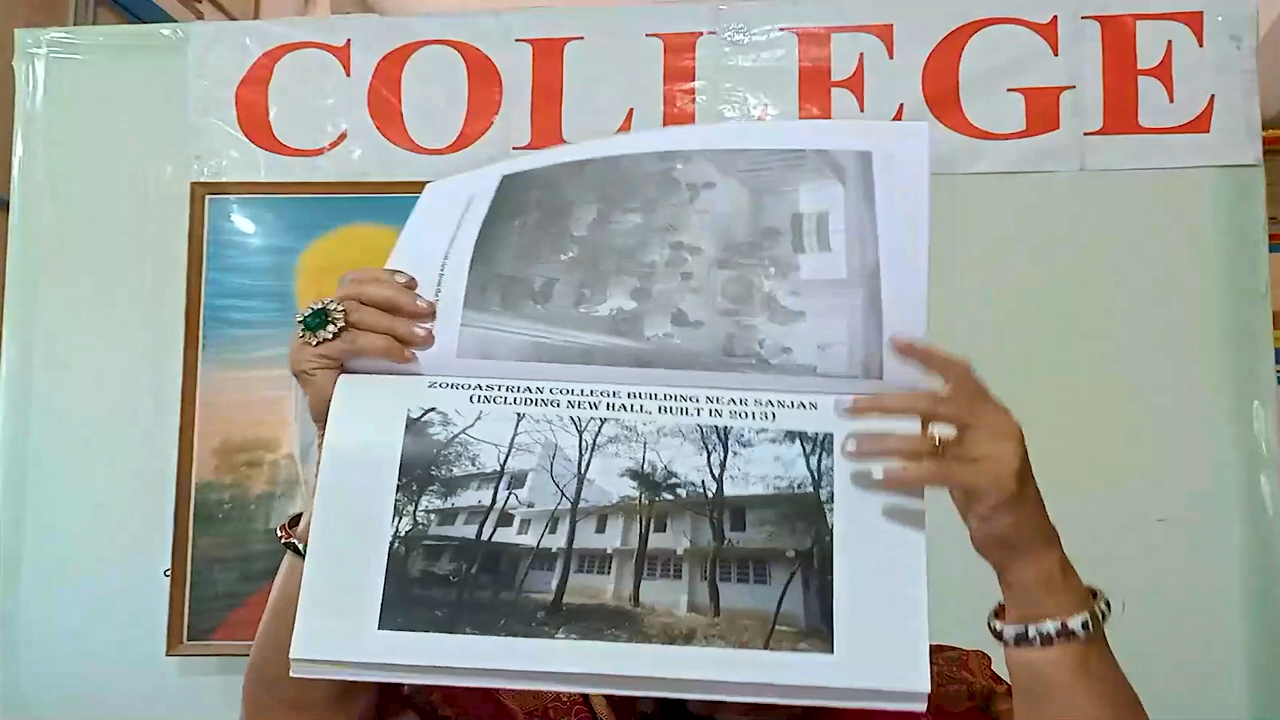 COLLEGE
ZOROASTRIAN COLLEGE BUILDING NEAR SANJAN
(INCLUDING NEW HALL, BUILT IN 2013)